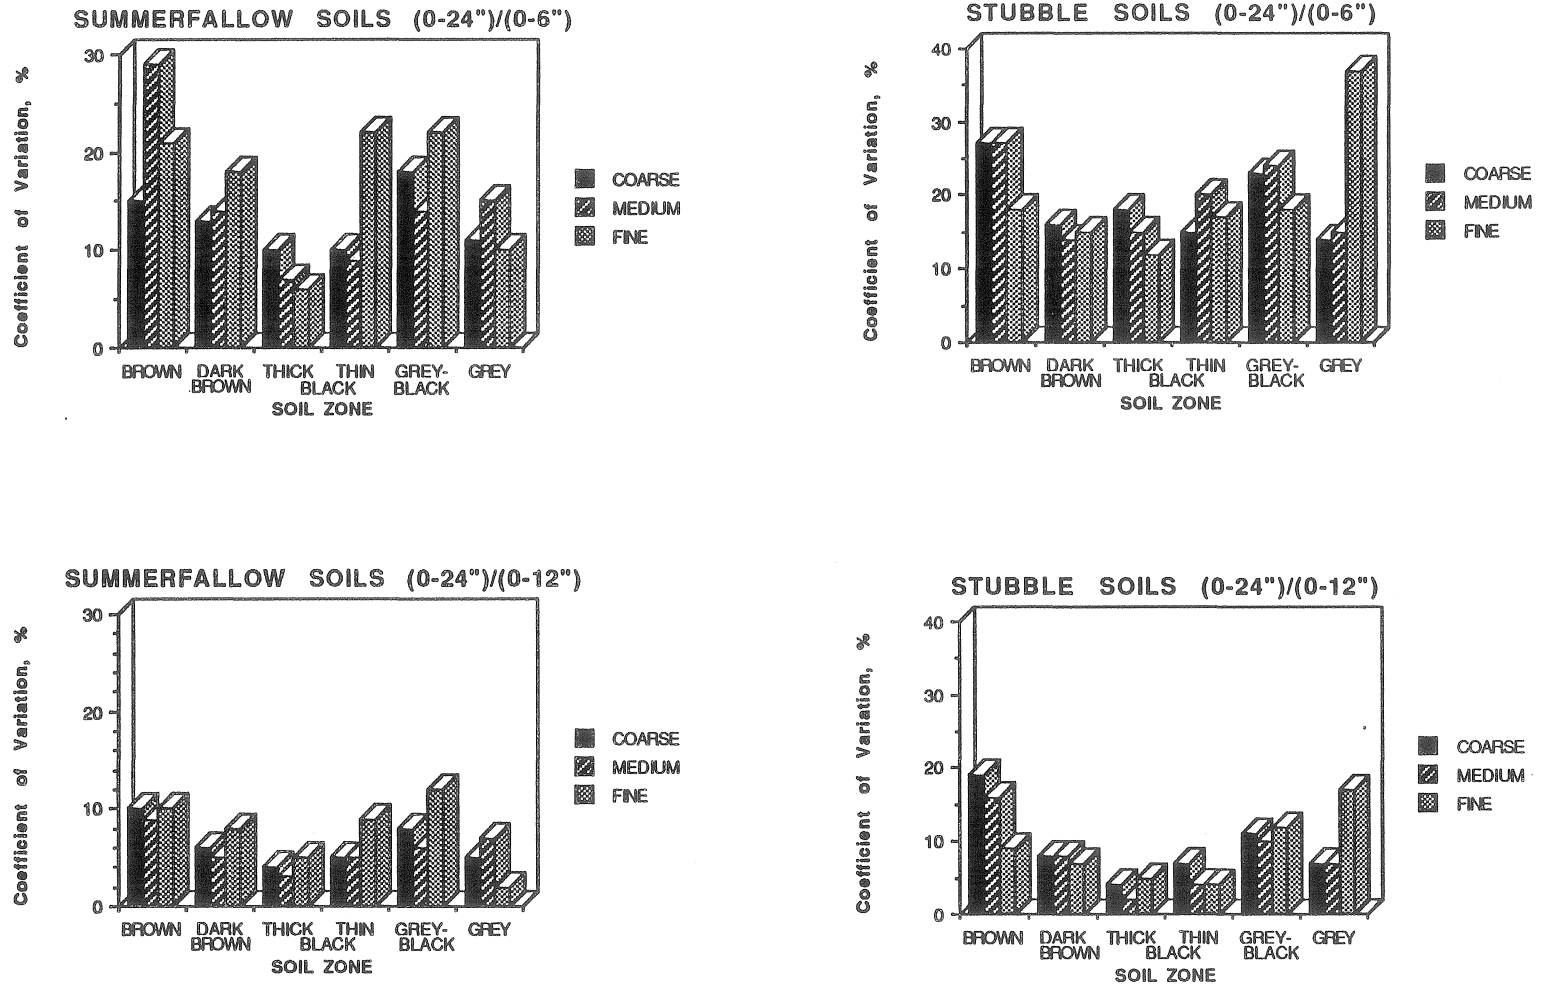 SUMMERFALLOW SOILS (0-24")/(0-6")
Coefficient of Variation, %
30
20
10
0
BROWN DARK THICK THIN GREY- GREY
BROWN BLACK BLACK
SOIL ZONE
COARSE
MEDIUM
FINE
STUBBLE SOILS (0-24")/(0-6")
Coefficient of Variation, %
40
30
20
10
0
BROWN DARK THICK THIN GREY- GREY
BROWN BLACK BLACK
SOIL ZONE
COARSE
MEDIUM
FINE
SUMMERFALLOW SOILS (0-24")/(0-12")
Coefficient of Variation, %
30
20
10
0
BROWN DARK THICK THIN GREY- GREY
BROWN BLACK BLACK
SOIL ZONE
COARSE
MEDIUM
FINE
STUBBLE SOILS (0-24")/(0-12")
Coefficient of Variation, %
40
30
20
10
0
BROWN DARK THICK THIN GREY- GREY
BROWN BLACK BLACK
SOIL ZONE
COARSE
MEDIUM
FINE